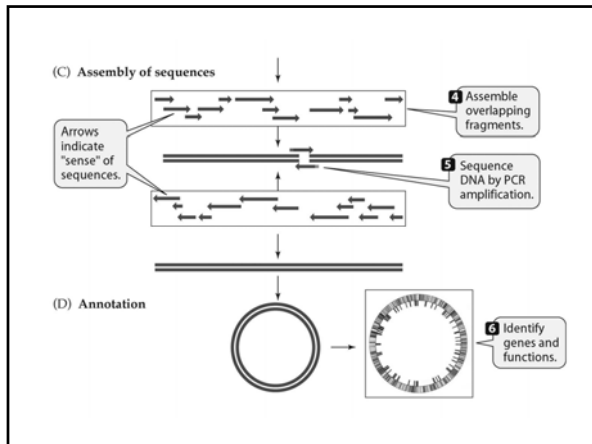 (C) Assembly of sequences
4 Assemble
overlapping
fragments.
Arrows
indicate
"sense" of
sequences.
5 Sequence
DNA by PCR
amplification.
(D) Annotation
6 Identify
genes and
functions.